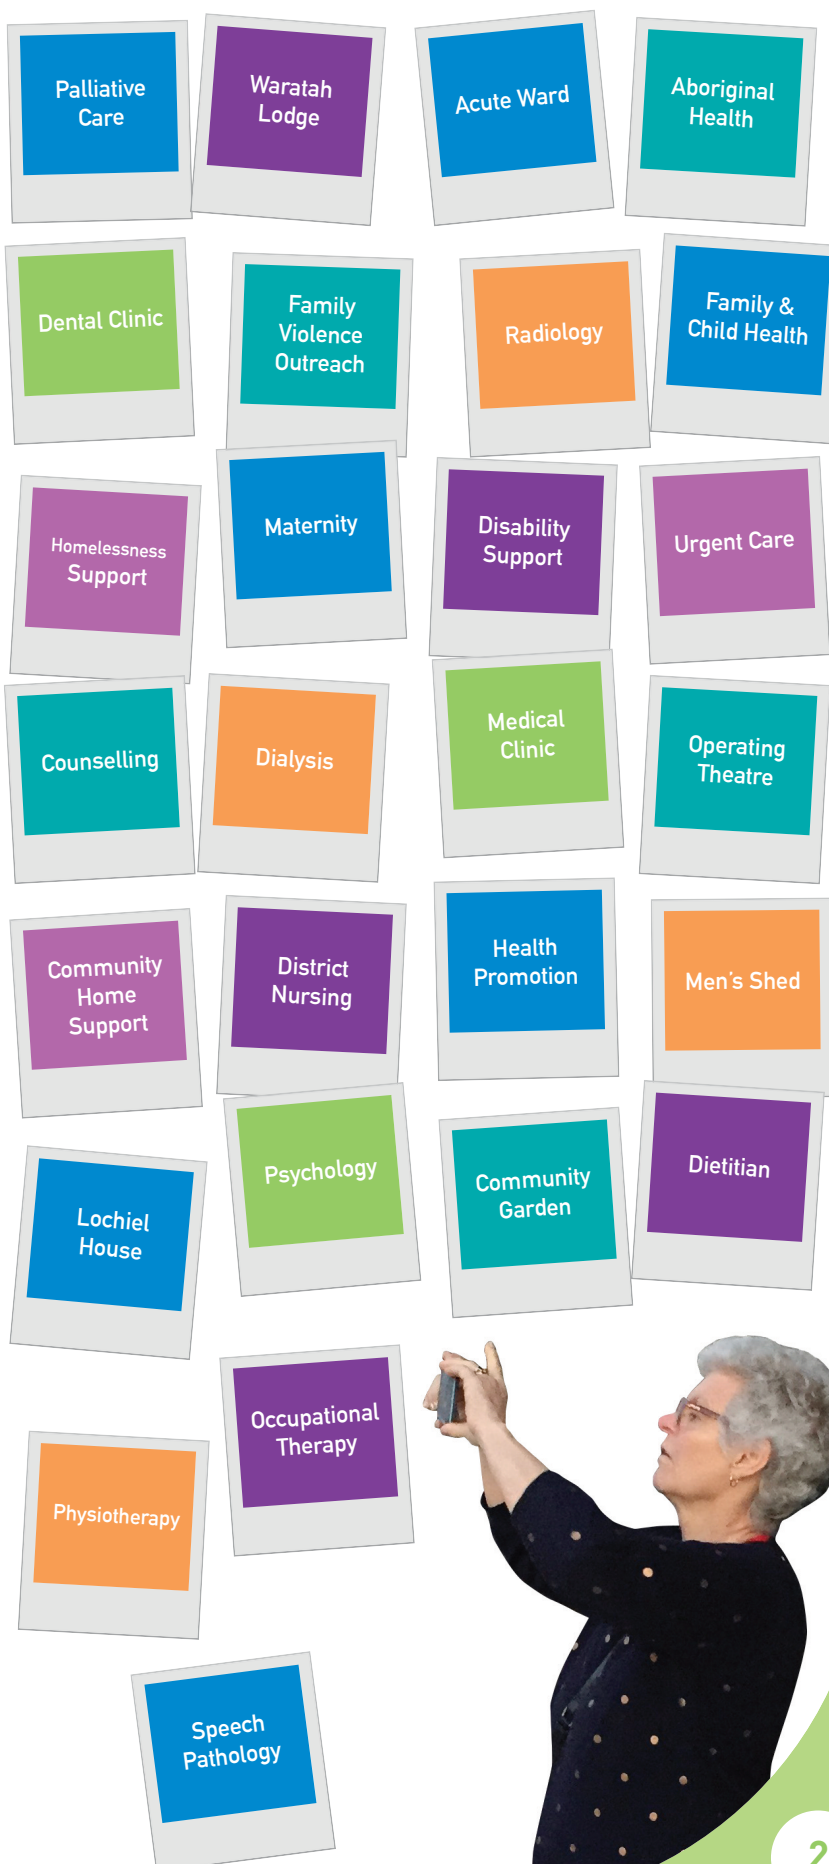 Palliative
Care
Waratah
Lodge
Acute Ward
Aboriginal
Health
Dental Clinic
Family
Violence
Outreach
Radiology
Family &
Child Health
Homelessness
Support
Maternity
Disability
Support
Urgent Care
Counselling
Dialysis
Medical
Clinic
Operating
Theatre
Community
Home
Support
District
Nursing
Health
Promotion
Men's Shed
Lochiel
House
Psychology
Community
Garden
Dietitian
Physiotherapy
Occupational
Therapy
Speech
Pathology
2